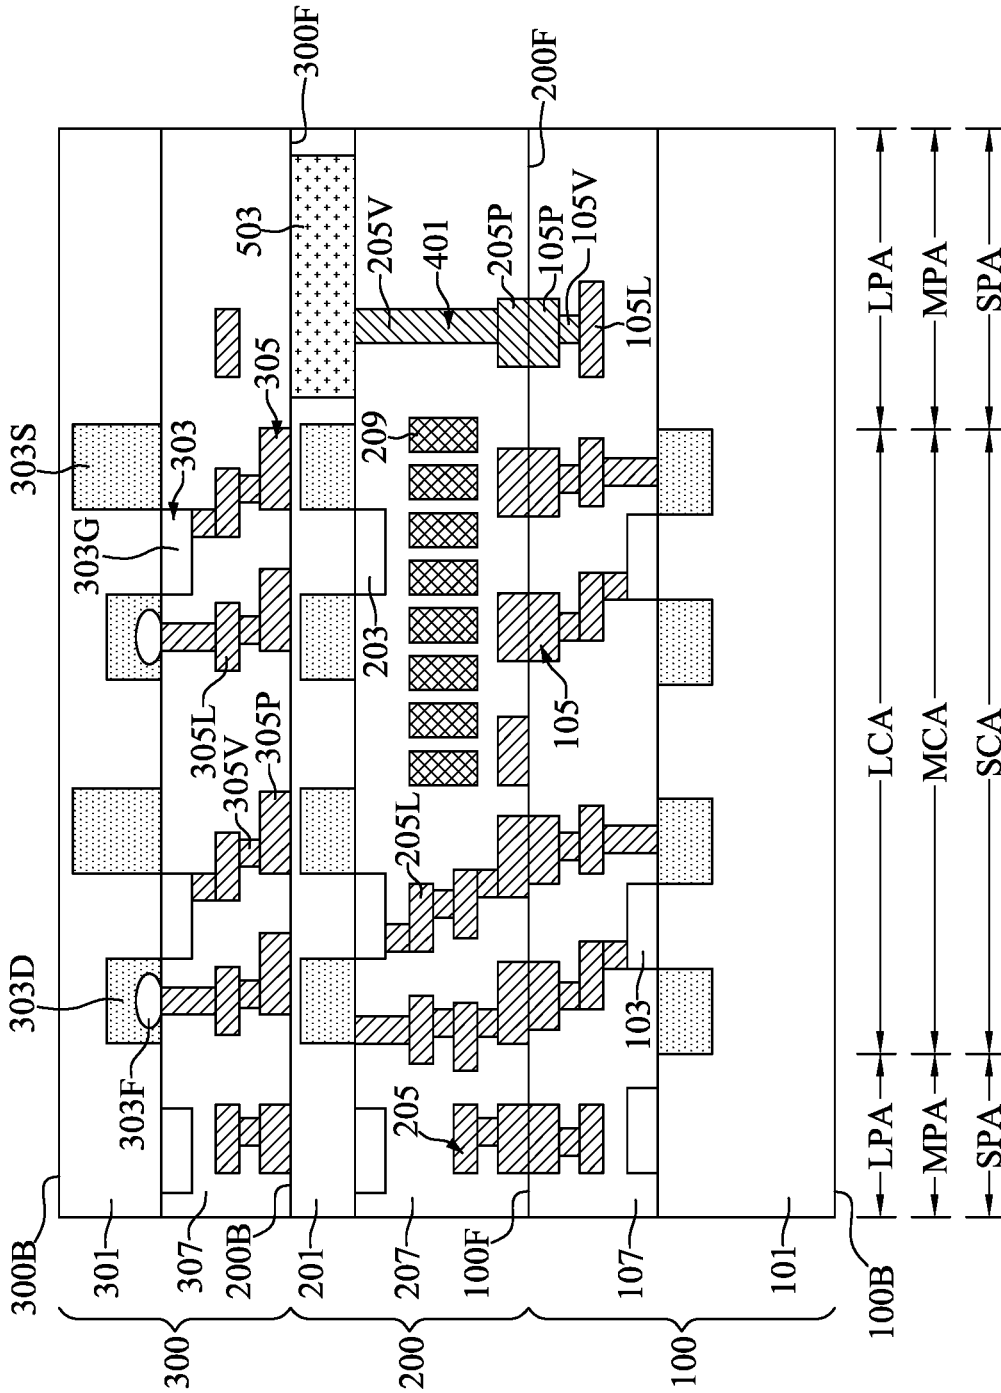 300B
303D
303S
303G
301
303F
300
303
307
305L
305V
200B
503
305P
305
300F
201
205V
203
209
200
207
205
205L
401
100F
205P
200F
105P
105
105V
107
103
105L
100
101
100B
LPA LCA LPA
MPA MCA MPA
SPA SCA SPA